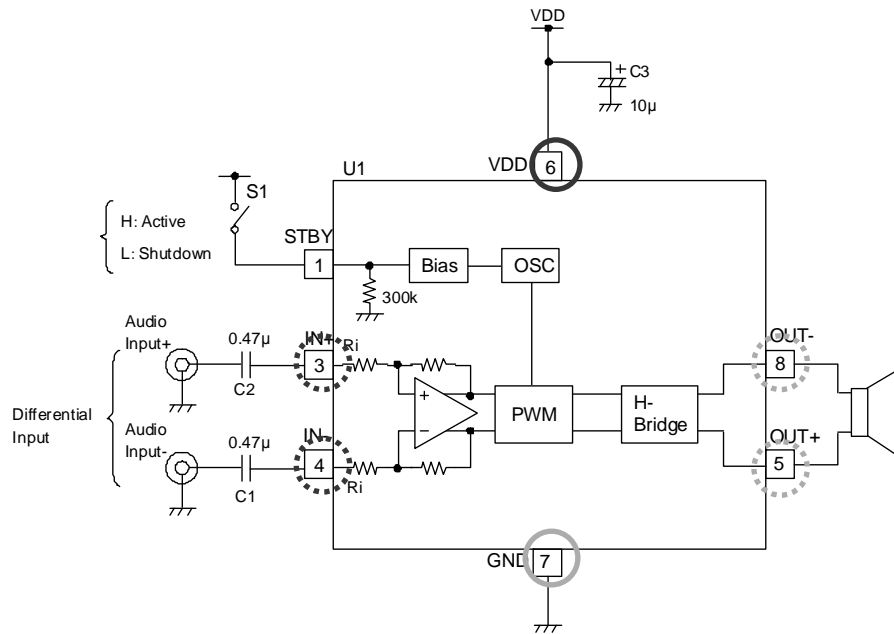 VDD
+
C3
10μ
VDD
6
U1
S1
H: Active
L: Shutdown
STBY
1
Bias
OSC
300k
Audio
Input+
0.47μ
C2
IN+
3
Ri
+
PWM
H-
Bridge
OUT-
8
Differential
Input
Audio
Input-
0.47μ
C1
IN-
4
Ri
−
OUT+
5
GND
7